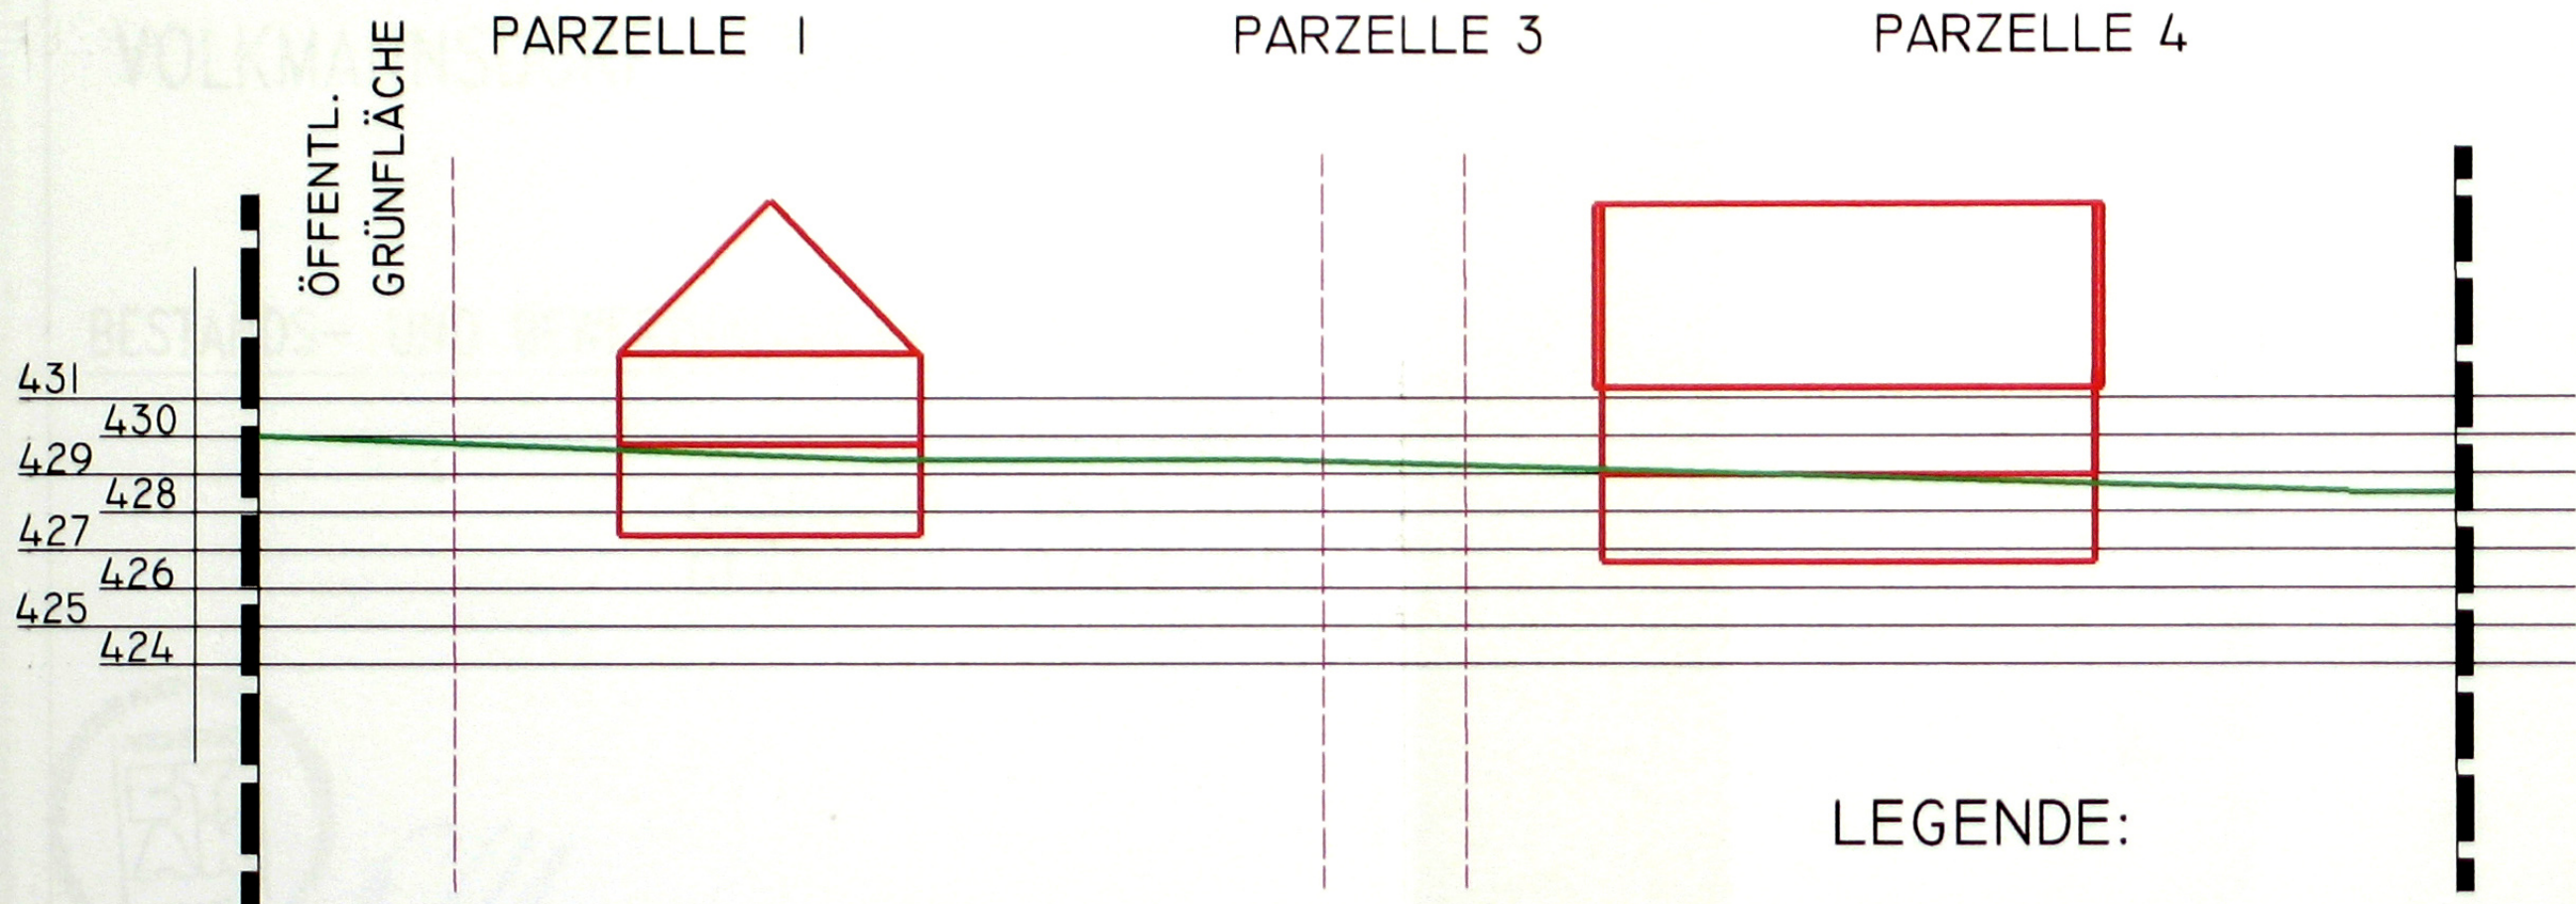 PARZELLE 1
PARZELLE 3
PARZELLE 4
ÖFFENTL.
GRÜNFLÄCHE
431
430
429
428
427
426
425
424
LEGENDE: